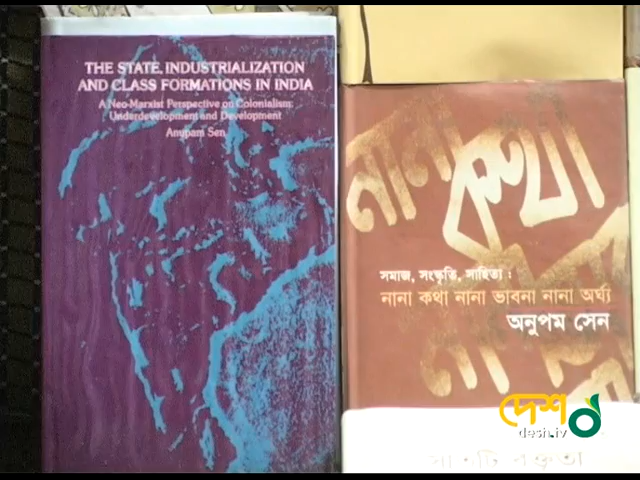 THE STATE, INDUSTRIALIZATION
AND CLASS FORMATIONS IN INDIA
A Neo-Marxist Perspective on Colonialism,
Underdevelopment and Development
Anupam Sen
নানা
কথা
সমাজ, সংস্কৃতি, সাহিত্য :
নানা কথা নানা ভাবনা নানা অর্ঘ্য
অনুপম সেন
দেশ
desh.tv